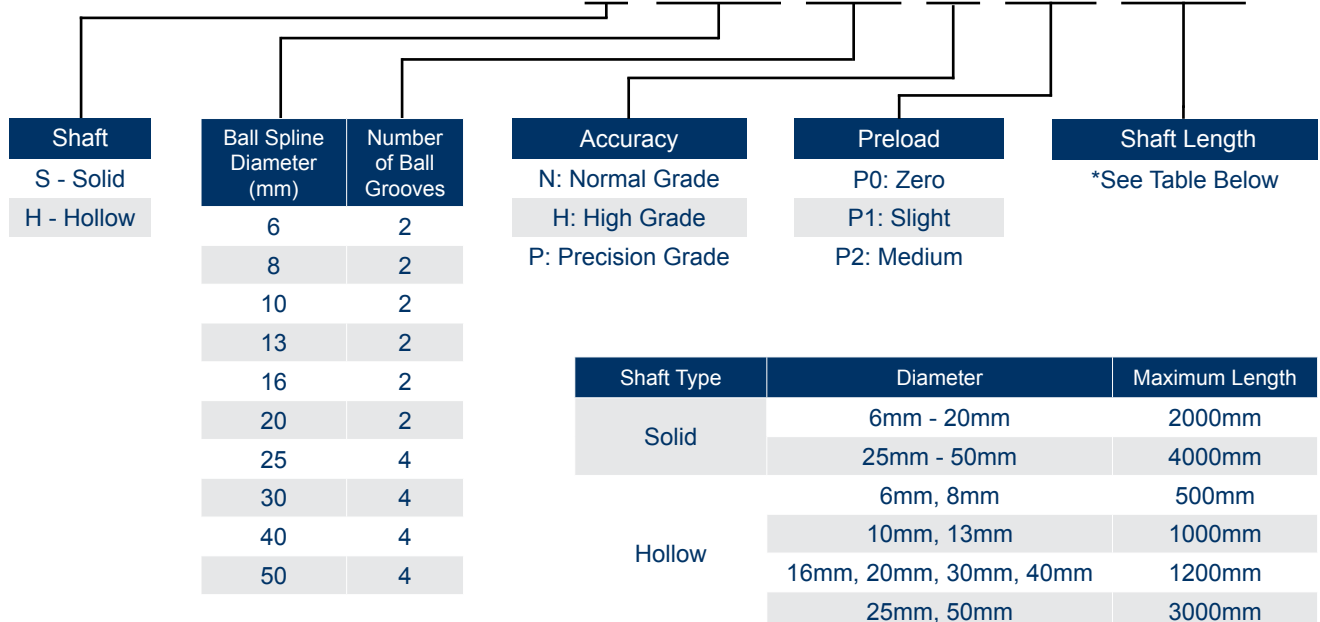 Shaft
S - Solid
H - Hollow
Ball Spline Diameter (mm) Number of Ball Grooves
6 2
8 2
10 2
13 2
16 2
20 2
25 4
30 4
40 4
50 4
Accuracy
N: Normal Grade
H: High Grade
P: Precision Grade
Preload
P0: Zero
P1: Slight
P2: Medium
Shaft Length
*See Table Below
Shaft Type Diameter Maximum Length
Solid
6mm - 20mm 2000mm
25mm - 50mm 4000mm
Hollow
6mm, 8mm 500mm
10mm, 13mm 1000mm
16mm, 20mm, 30mm, 40mm 1200mm
25mm, 50mm 3000mm